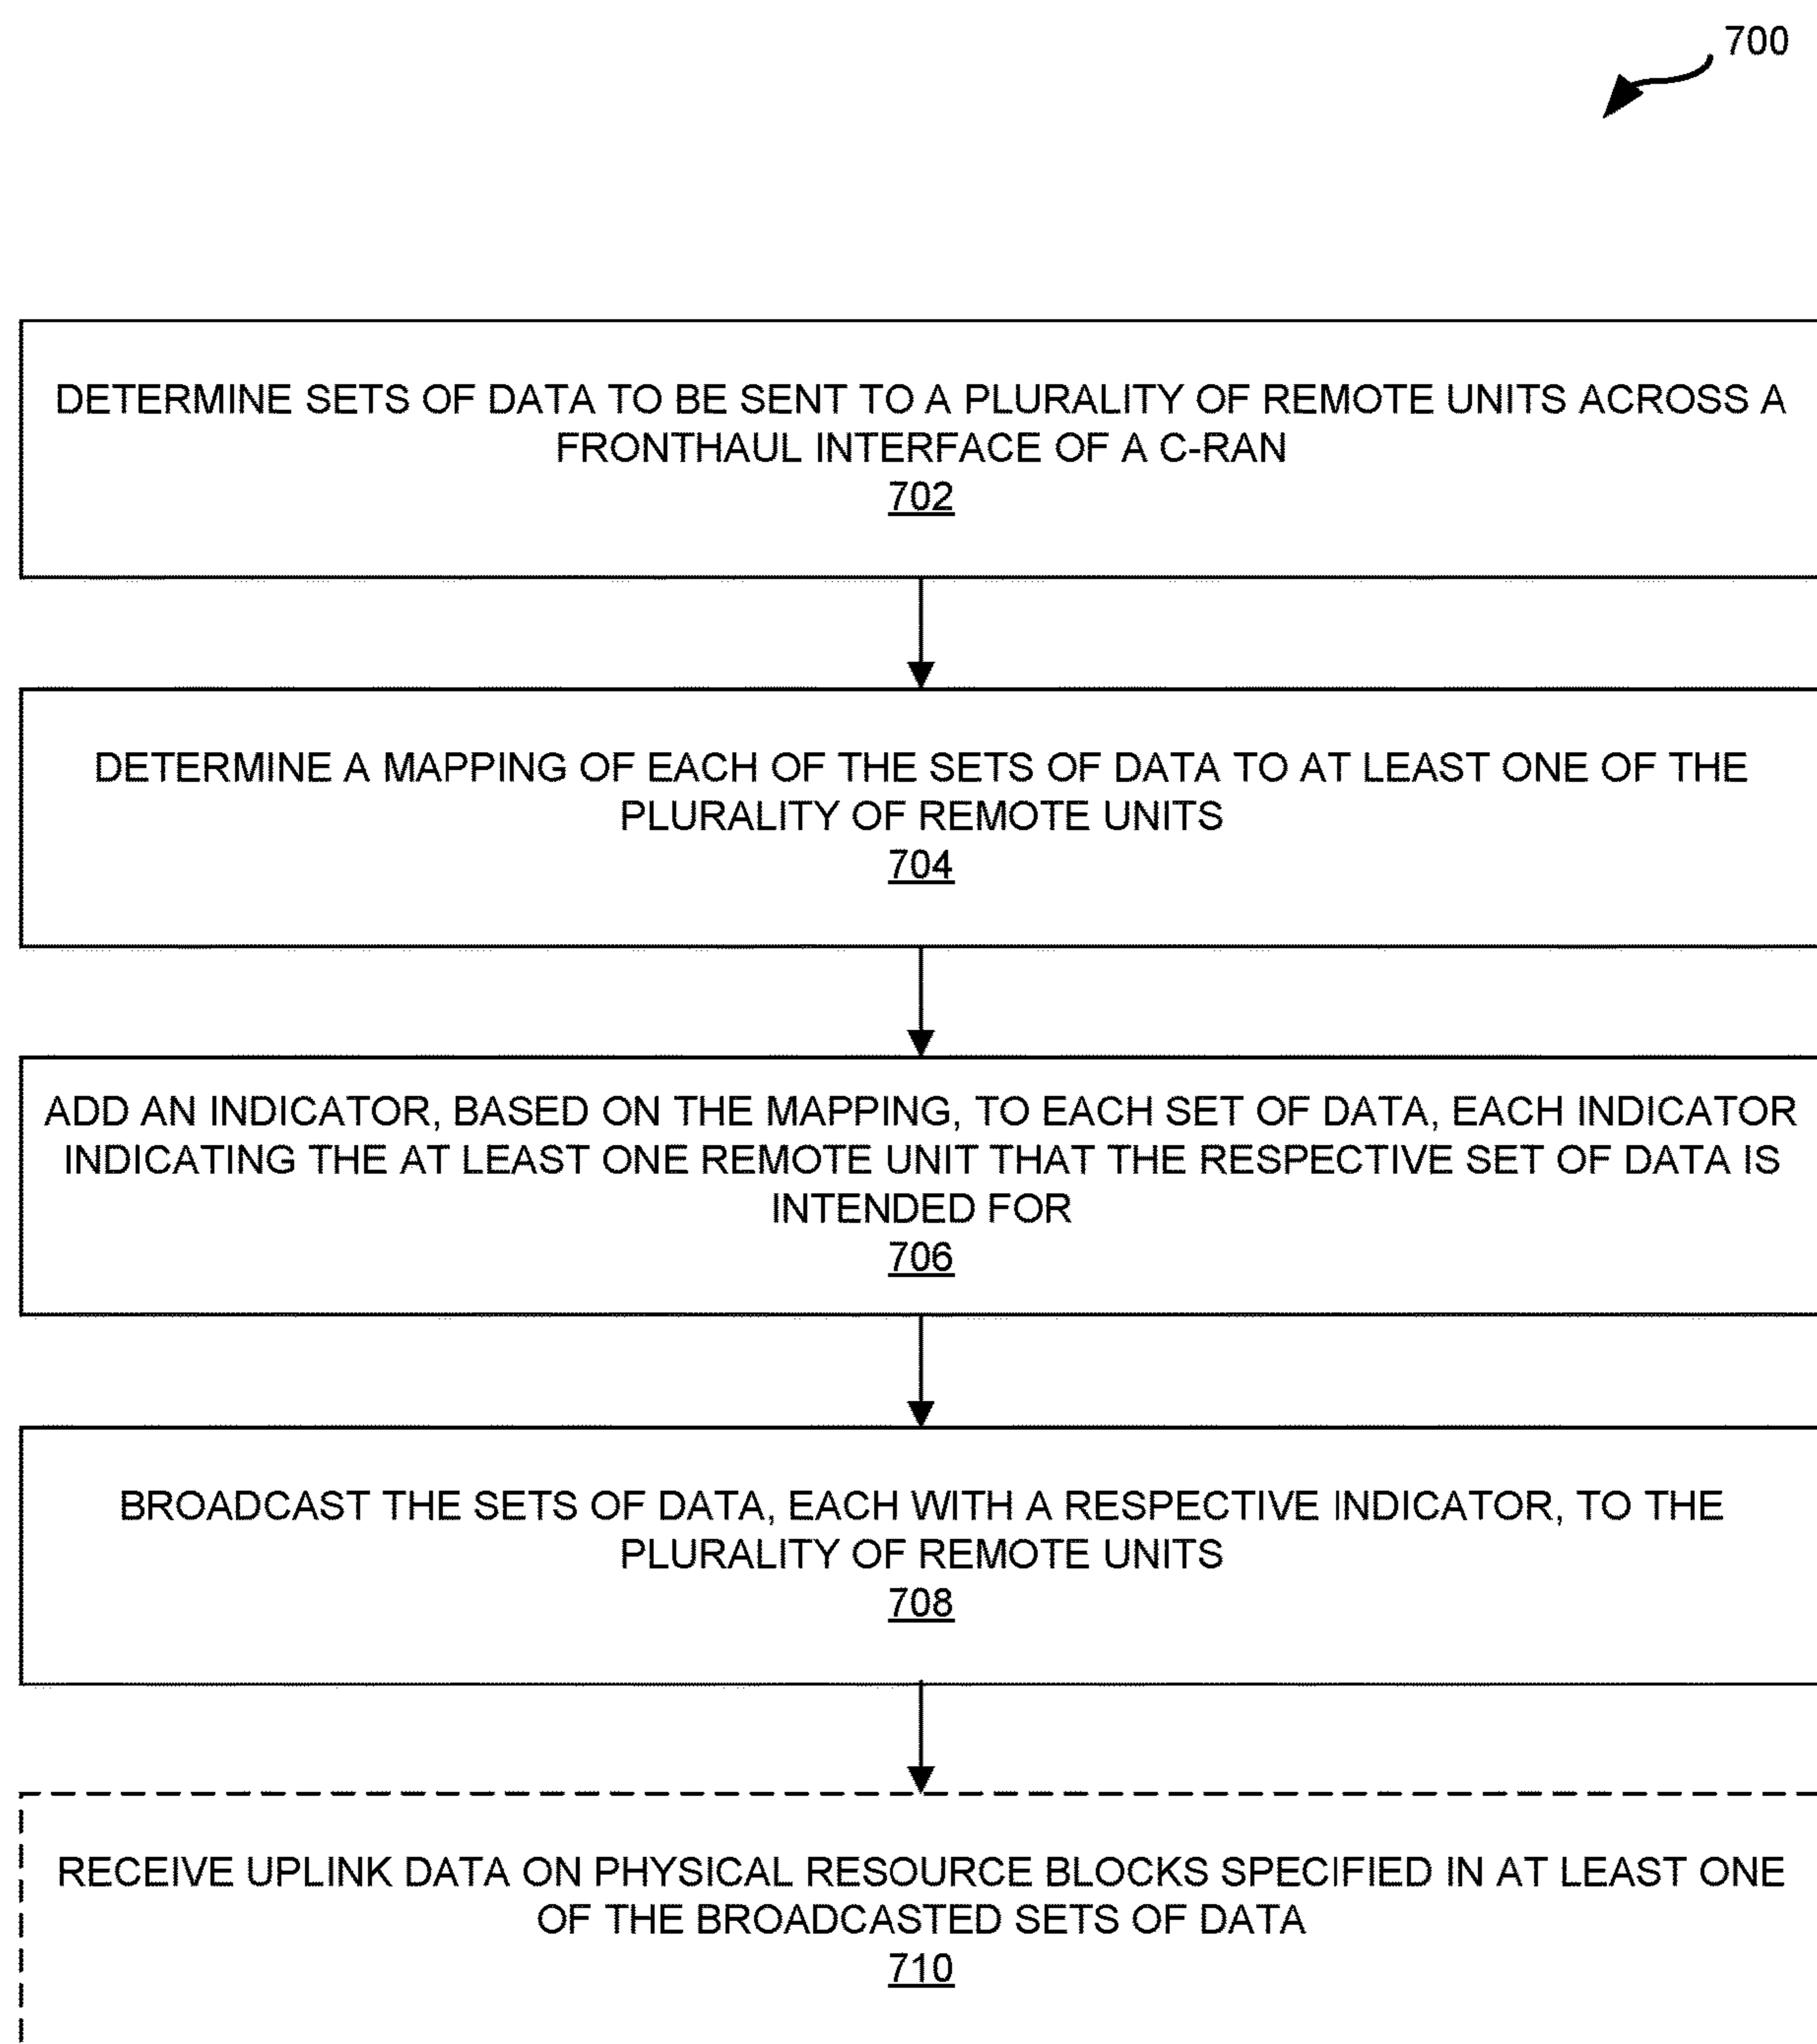 700
DETERMINE SETS OF DATA TO BE SENT TO A PLURALITY OF REMOTE UNITS ACROSS A
FRONTHAUL INTERFACE OF A C-RAN
702
DETERMINE A MAPPING OF EACH OF THE SETS OF DATA TO AT LEAST ONE OF THE
PLURALITY OF REMOTE UNITS
704
ADD AN INDICATOR, BASED ON THE MAPPING, TO EACH SET OF DATA, EACH INDICATOR
INDICATING THE AT LEAST ONE REMOTE UNIT THAT THE RESPECTIVE SET OF DATA IS
INTENDED FOR
706
BROADCAST THE SETS OF DATA, EACH WITH A RESPECTIVE INDICATOR, TO THE
PLURALITY OF REMOTE UNITS
708
RECEIVE UPLINK DATA ON PHYSICAL RESOURCE BLOCKS SPECIFIED IN AT LEAST ONE
OF THE BROADCASTED SETS OF DATA
710